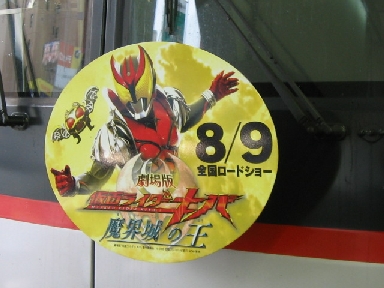 8/9
全国ロードショー
劇場版
仮面ライダーキバ
魔界城の王